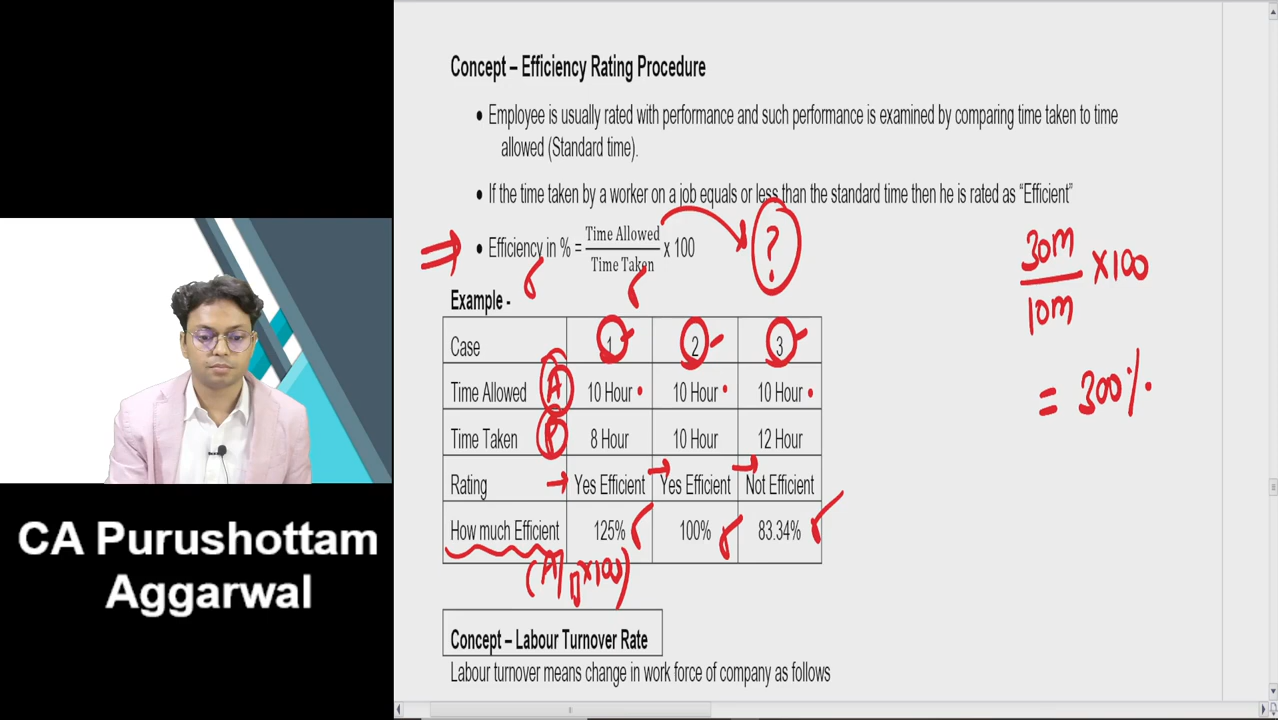 Concept – Efficiency Rating Procedure
• Employee is usually rated with performance and such performance is examined by comparing time taken to time
allowed (Standard time).
• If the time taken by a worker on a job equals or less than the standard time then he is rated as “Efficient”
• Efficiency in % = Time Allowed / Time Taken x 100
?
30m / 10m ×100
= 300%
Example -
Case 1 2 3
Time Allowed A 10 Hour 10 Hour 10 Hour
Time Taken 8 Hour 10 Hour 12 Hour
Rating Yes Efficient Yes Efficient Not Efficient
How much Efficient 125% 100% 83.34%
×100)
Concept – Labour Turnover Rate
Labour turnover means change in work force of company as follows
CA Purushottam
Aggarwal